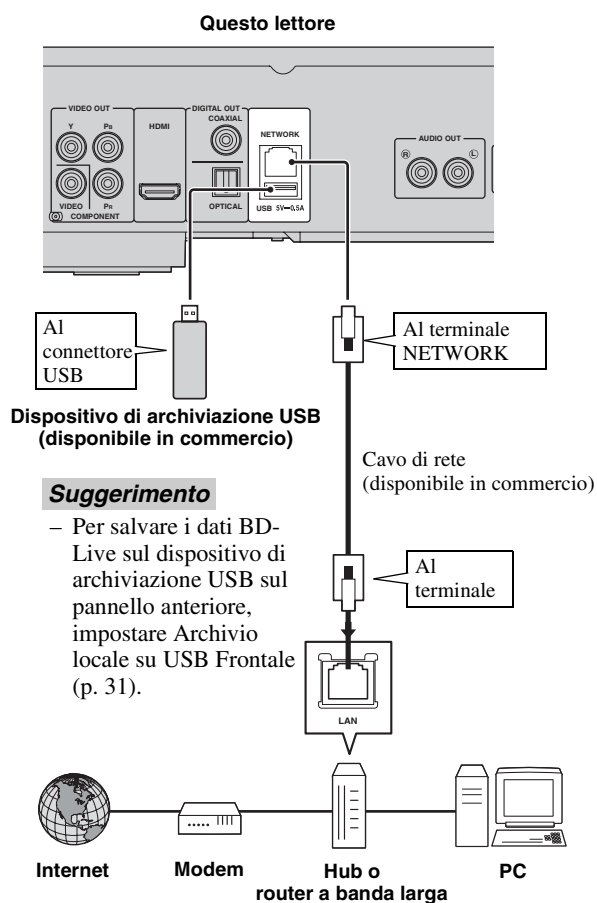 Questo lettore
VIDEO OUT
Y
PB
VIDEO
PR
COMPONENT
HDMI
DIGITAL OUT
COAXIAL
OPTICAL
NETWORK
USB 5V⎓0.5A
AUDIO OUT
R
L
Al
connettore
USB
Al terminale
NETWORK
Dispositivo di archiviazione USB
(disponibile in commercio)
Cavo di rete
(disponibile in commercio)
Suggerimento
– Per salvare i dati BD-
Live sul dispositivo di
archiviazione USB sul
pannello anteriore,
impostare Archivio
locale su USB Frontale
(p. 31).
Al
terminale
LAN
Internet
Modem
Hub o
router a banda larga
PC